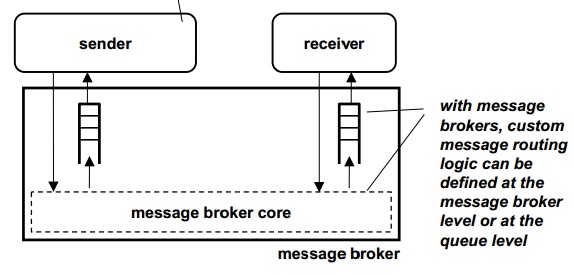 sender
receiver
with message
brokers, custom
message routing
logic can be
defined at the
message broker
level or at the
queue level
message broker core
message broker